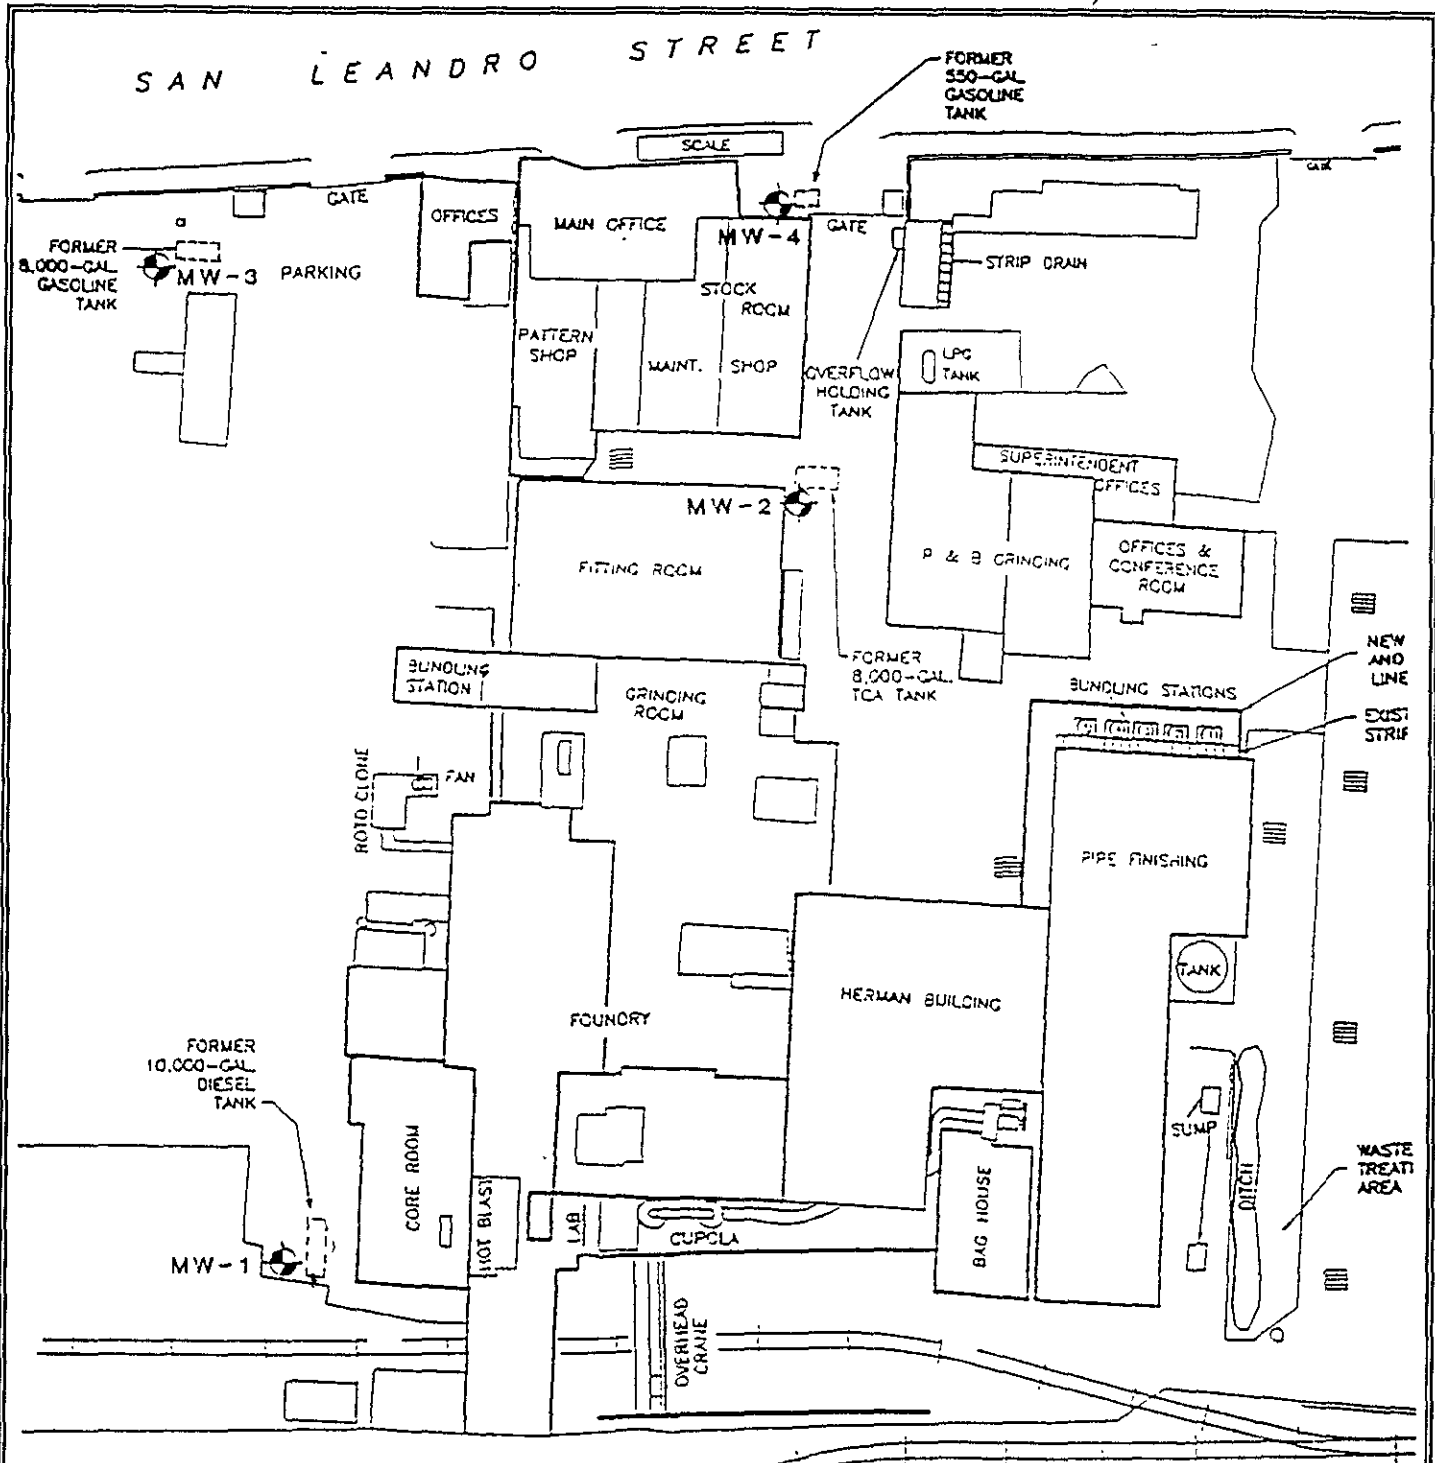 SAN LEANDRO STREET
FORMER
550-GAL.
GASOLINE
TANK
SCALE
GATE
GATE
OFFICES
MAIN OFFICE
MW-4
GATE
FORMER
8,000-GAL.
GASOLINE
TANK
MW-3
PARKING
STRIP DRAIN
STOCK
ROOM
PATTERN
SHOP
MAINT.
SHOP
OVERFLOW
HOLDING
TANK
LPG
TANK
SUPERINTENDENT
OFFICES
MW-2
FITTING ROOM
P & B GRINDING
OFFICES &
CONFERENCE
ROOM
FORMER
8,000-GAL.
TCA TANK
NEW
AND
LINE
BUNDLING
STATION
GRINDING
ROOM
BUNDLING STATIONS
EXIST
STRIP
ROTO CLONE
FAN
PIPE FINISHING
TANK
HERMAN BUILDING
FOUNDRY
FORMER
10,000-GAL.
DIESEL
TANK
SUMP
CORE ROOM
HOT BLAST
LAB
CUPOLA
BAG HOUSE
DITCH
WASTE
TREATI
AREA
MW-1
OVERHEAD
CRANE